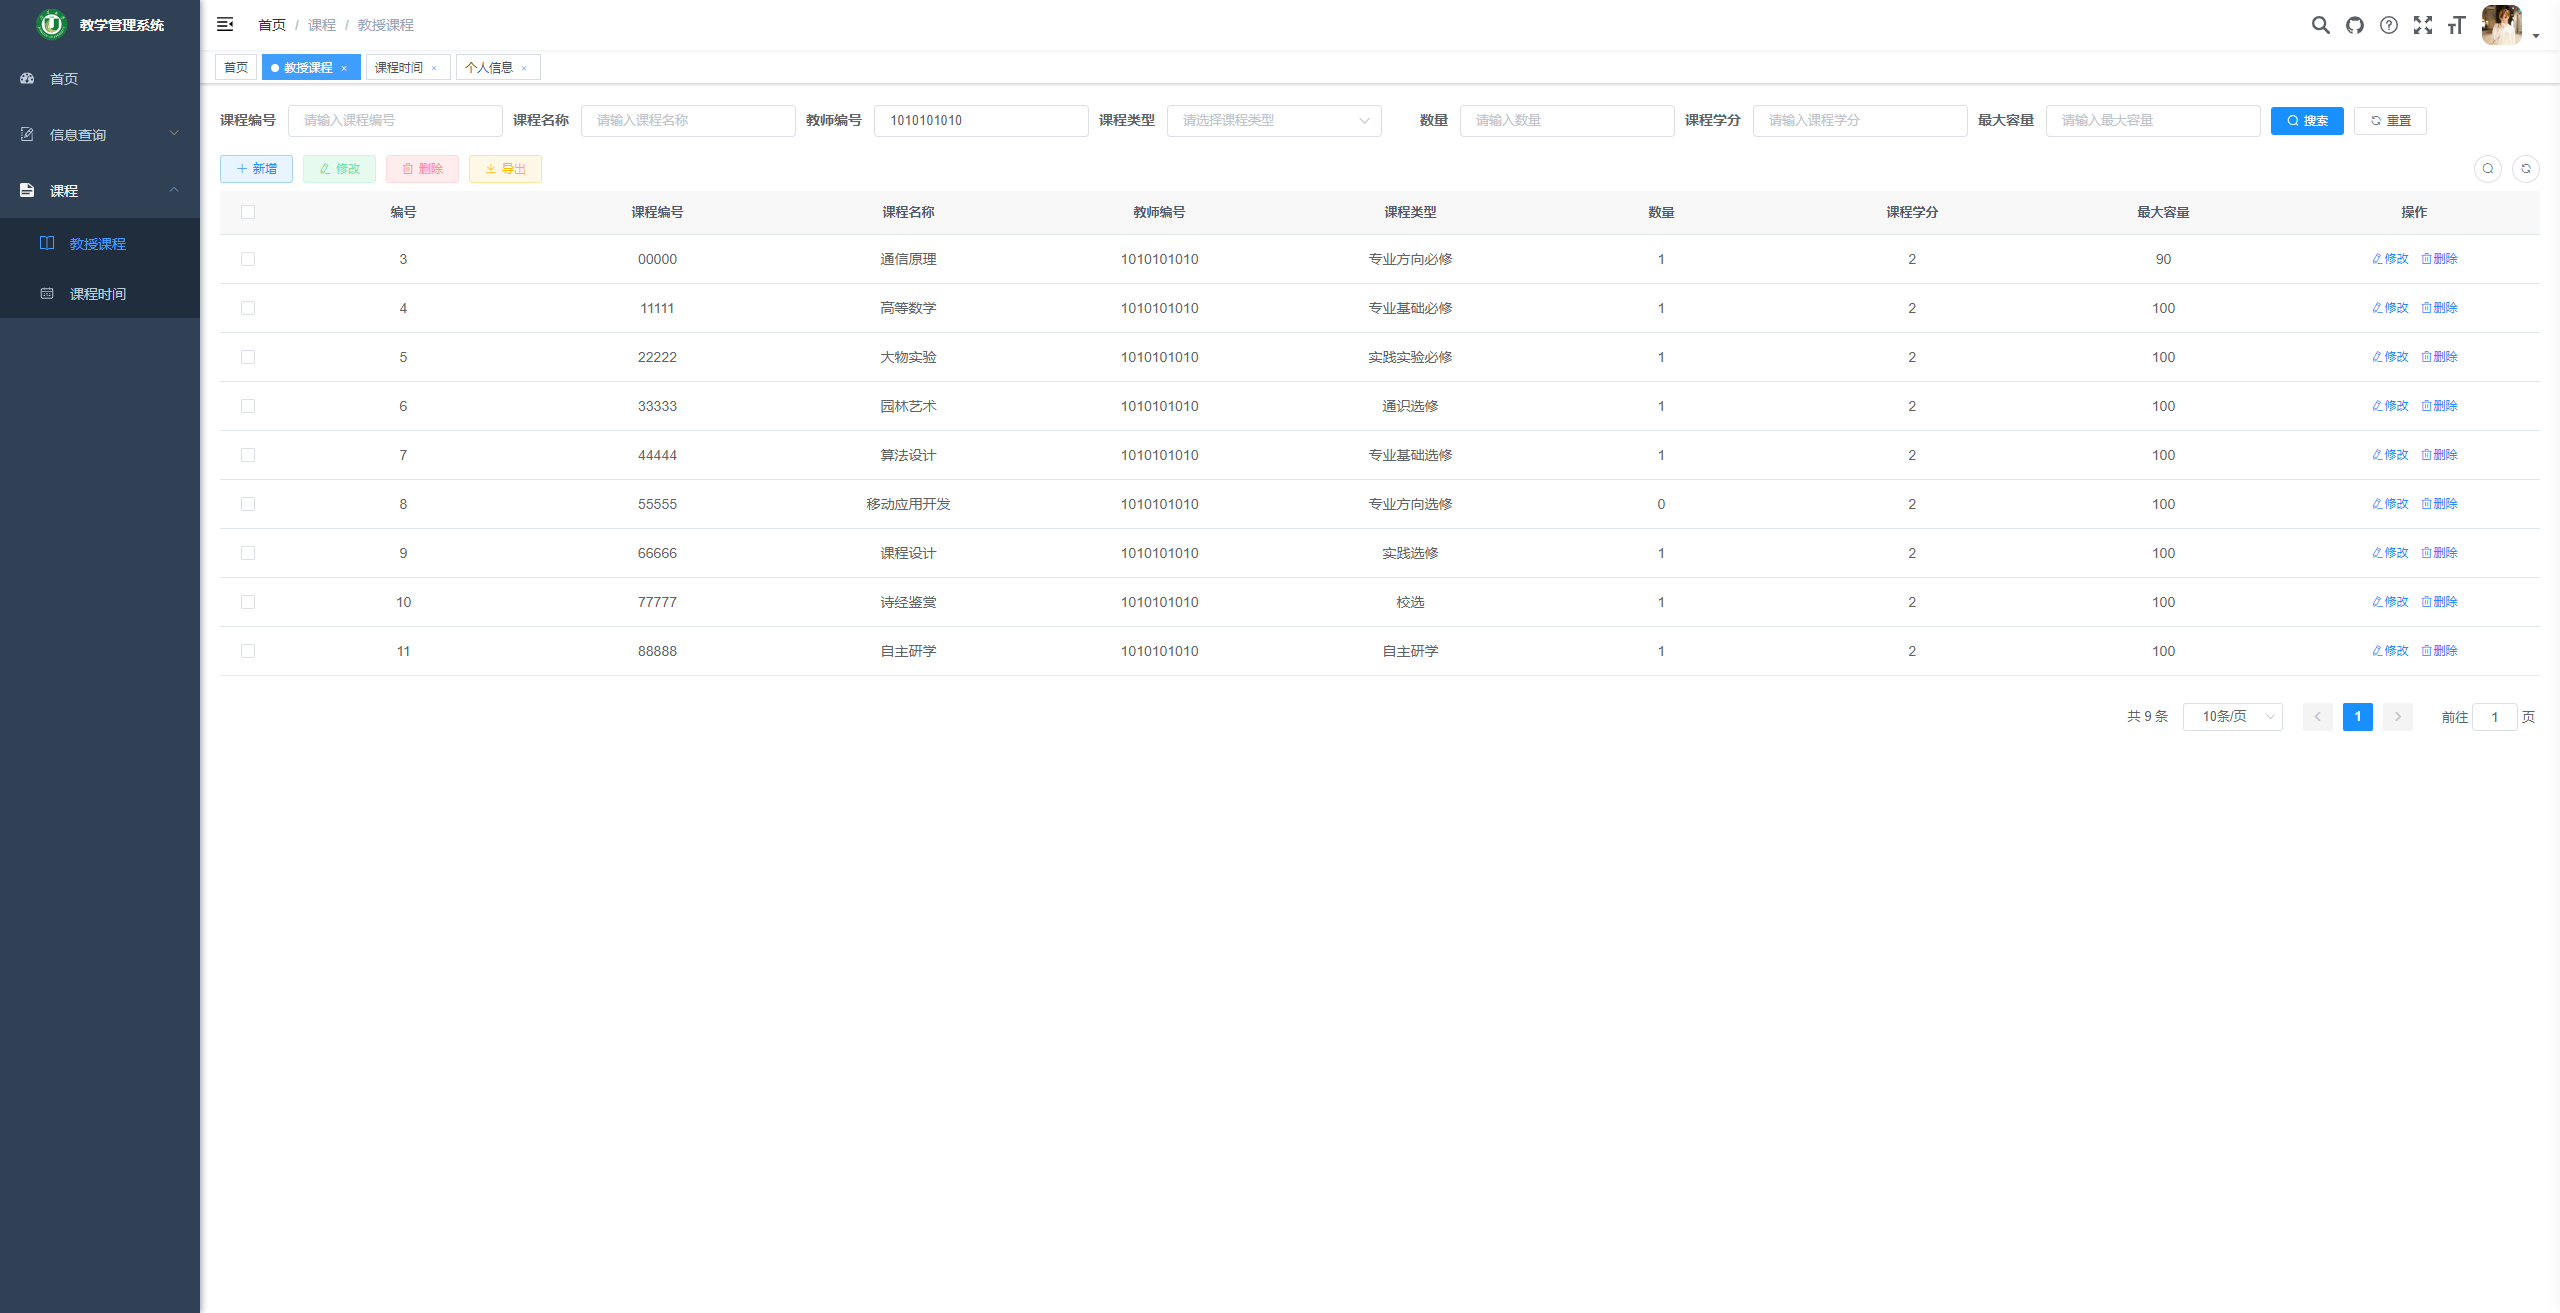 教学管理系统
首页 / 课程 / 教授课程
首页
信息查询
课程
教授课程
课程时间
首页 教授课程 × 课程时间 × 个人信息 ×
课程编号 请输入课程编号 课程名称 请输入课程名称 教师编号 1010101010 课程类型 请选择课程类型 数量 请输入数量 课程学分 请输入课程学分 最大容量 请输入最大容量 搜索 重置
新增 修改 删除 导出
编号 课程编号 课程名称 教师编号 课程类型 数量 课程学分 最大容量 操作
3 00000 通信原理 1010101010 专业方向必修 1 2 90 修改 删除
4 11111 高等数学 1010101010 专业基础必修 1 2 100 修改 删除
5 22222 大物实验 1010101010 实践实验必修 1 2 100 修改 删除
6 33333 园林艺术 1010101010 通识选修 1 2 100 修改 删除
7 44444 算法设计 1010101010 专业基础选修 1 2 100 修改 删除
8 55555 移动应用开发 1010101010 专业方向选修 0 2 100 修改 删除
9 66666 课程设计 1010101010 实践选修 1 2 100 修改 删除
10 77777 诗经鉴赏 1010101010 校选 1 2 100 修改 删除
11 88888 自主研学 1010101010 自主研学 1 2 100 修改 删除
共 9 条 10条/页 1 前往 1 页